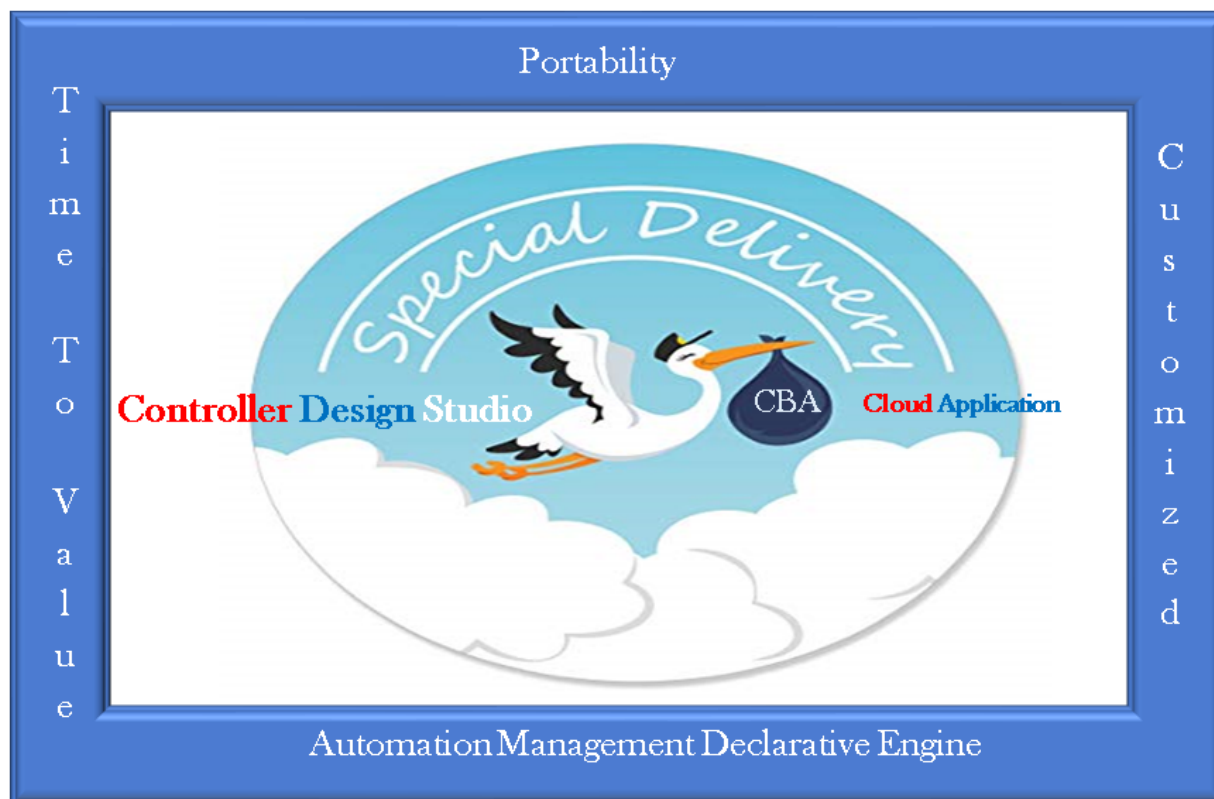 Portability
Time To Value
Special Delivery
Controller Design Studio
CBA
Cloud Application
Customized
Automation Management Declarative Engine